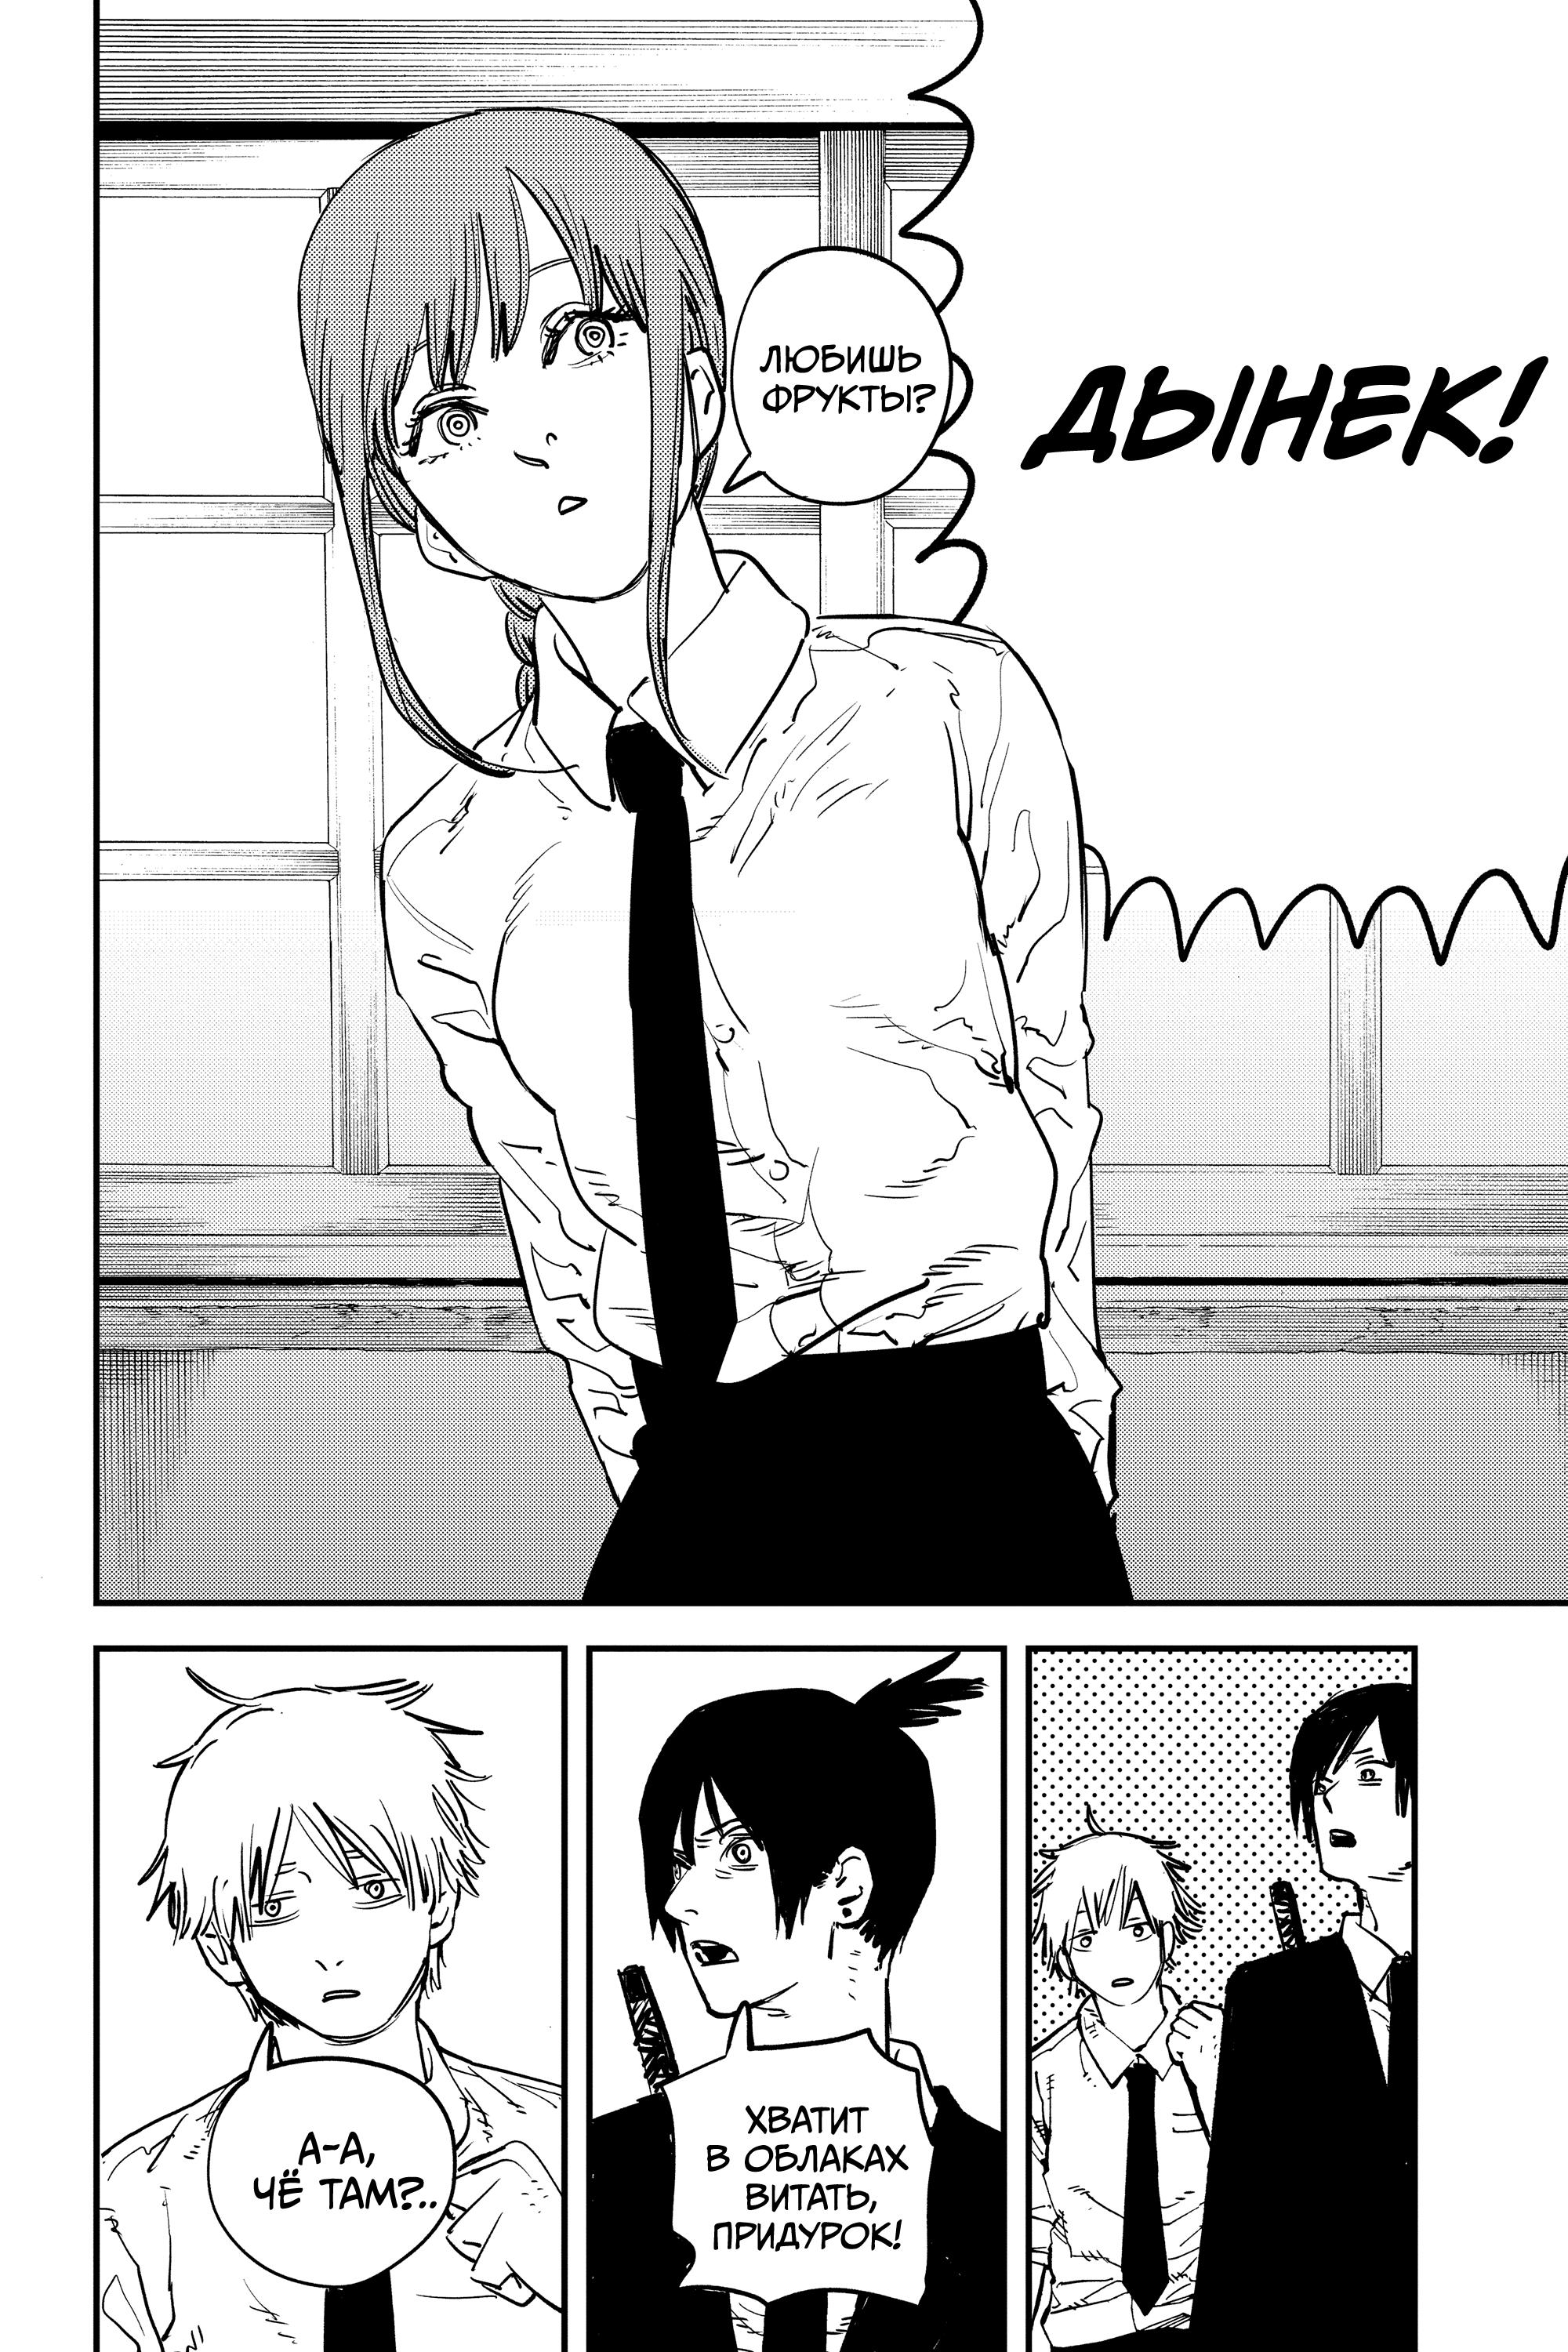 ДЫНЕК!
ЛЮБИШЬ
ФРУКТЫ?
ХВАТИТ
В ОБЛАКАХ
ВИТАТЬ,
ПРИДУРОК!
А-А,
ЧЁ ТАМ?..